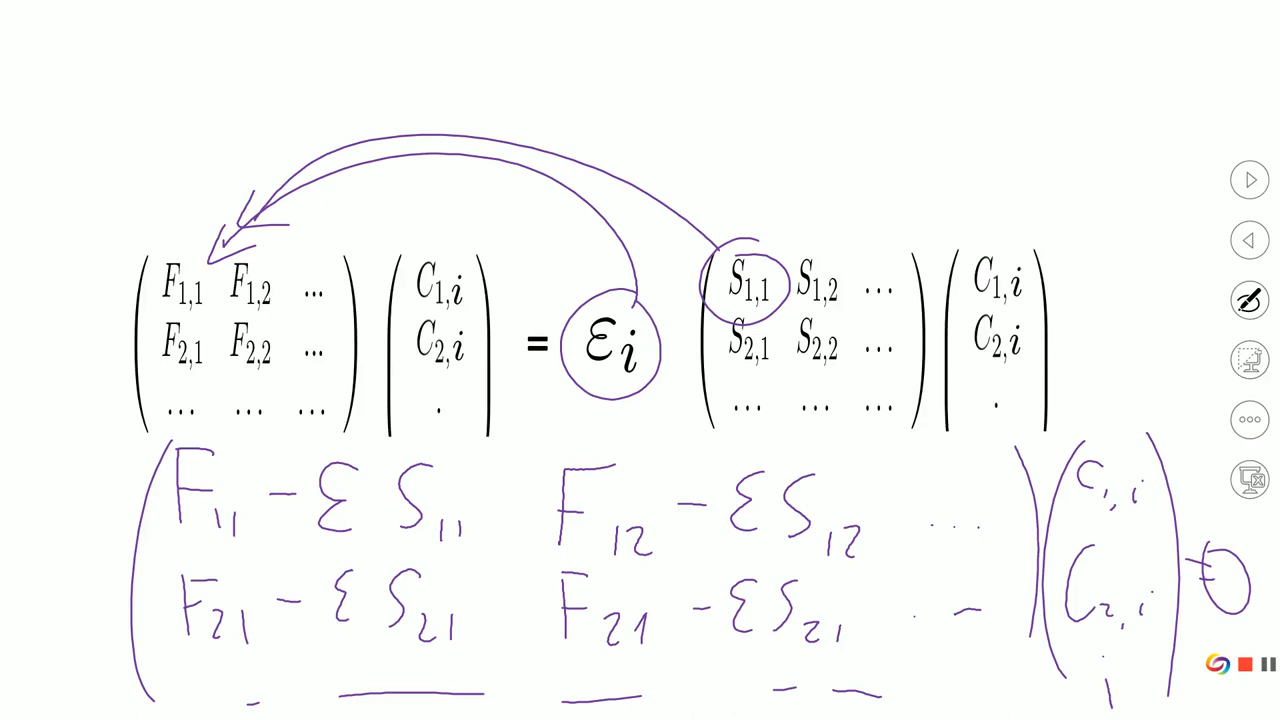 F1,1 F1,2 ... C1,i = εi S1,1 S1,2 ... C1,i
F2,1 F2,2 ... C2,i S2,1 S2,2 ... C2,i
... ... ... . ... ... ... .
F11 - ε S11 F12 - ε S12 ... C1,i
F21 - ε S21 F21 - ε S21 . - C2,i = 0